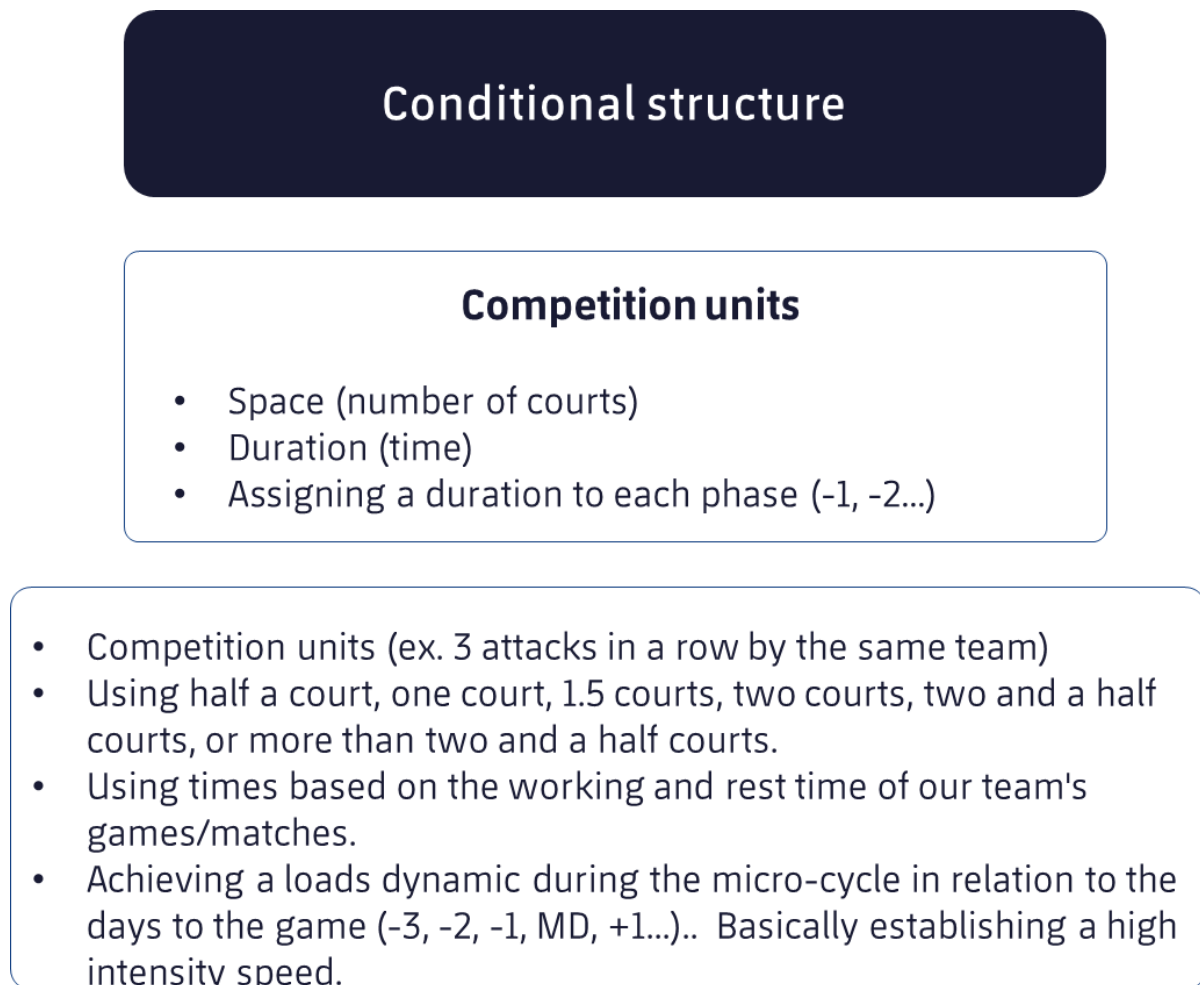 Conditional structure
Competition units
• Space (number of courts)
• Duration (time)
• Assigning a duration to each phase (-1, -2...)
• Competition units (ex. 3 attacks in a row by the same team)
• Using half a court, one court, 1.5 courts, two courts, two and a half
courts, or more than two and a half courts.
• Using times based on the working and rest time of our team's
games/matches.
• Achieving a loads dynamic during the micro-cycle in relation to the
days to the game (-3, -2, -1, MD, +1...).. Basically establishing a high
intensity speed.